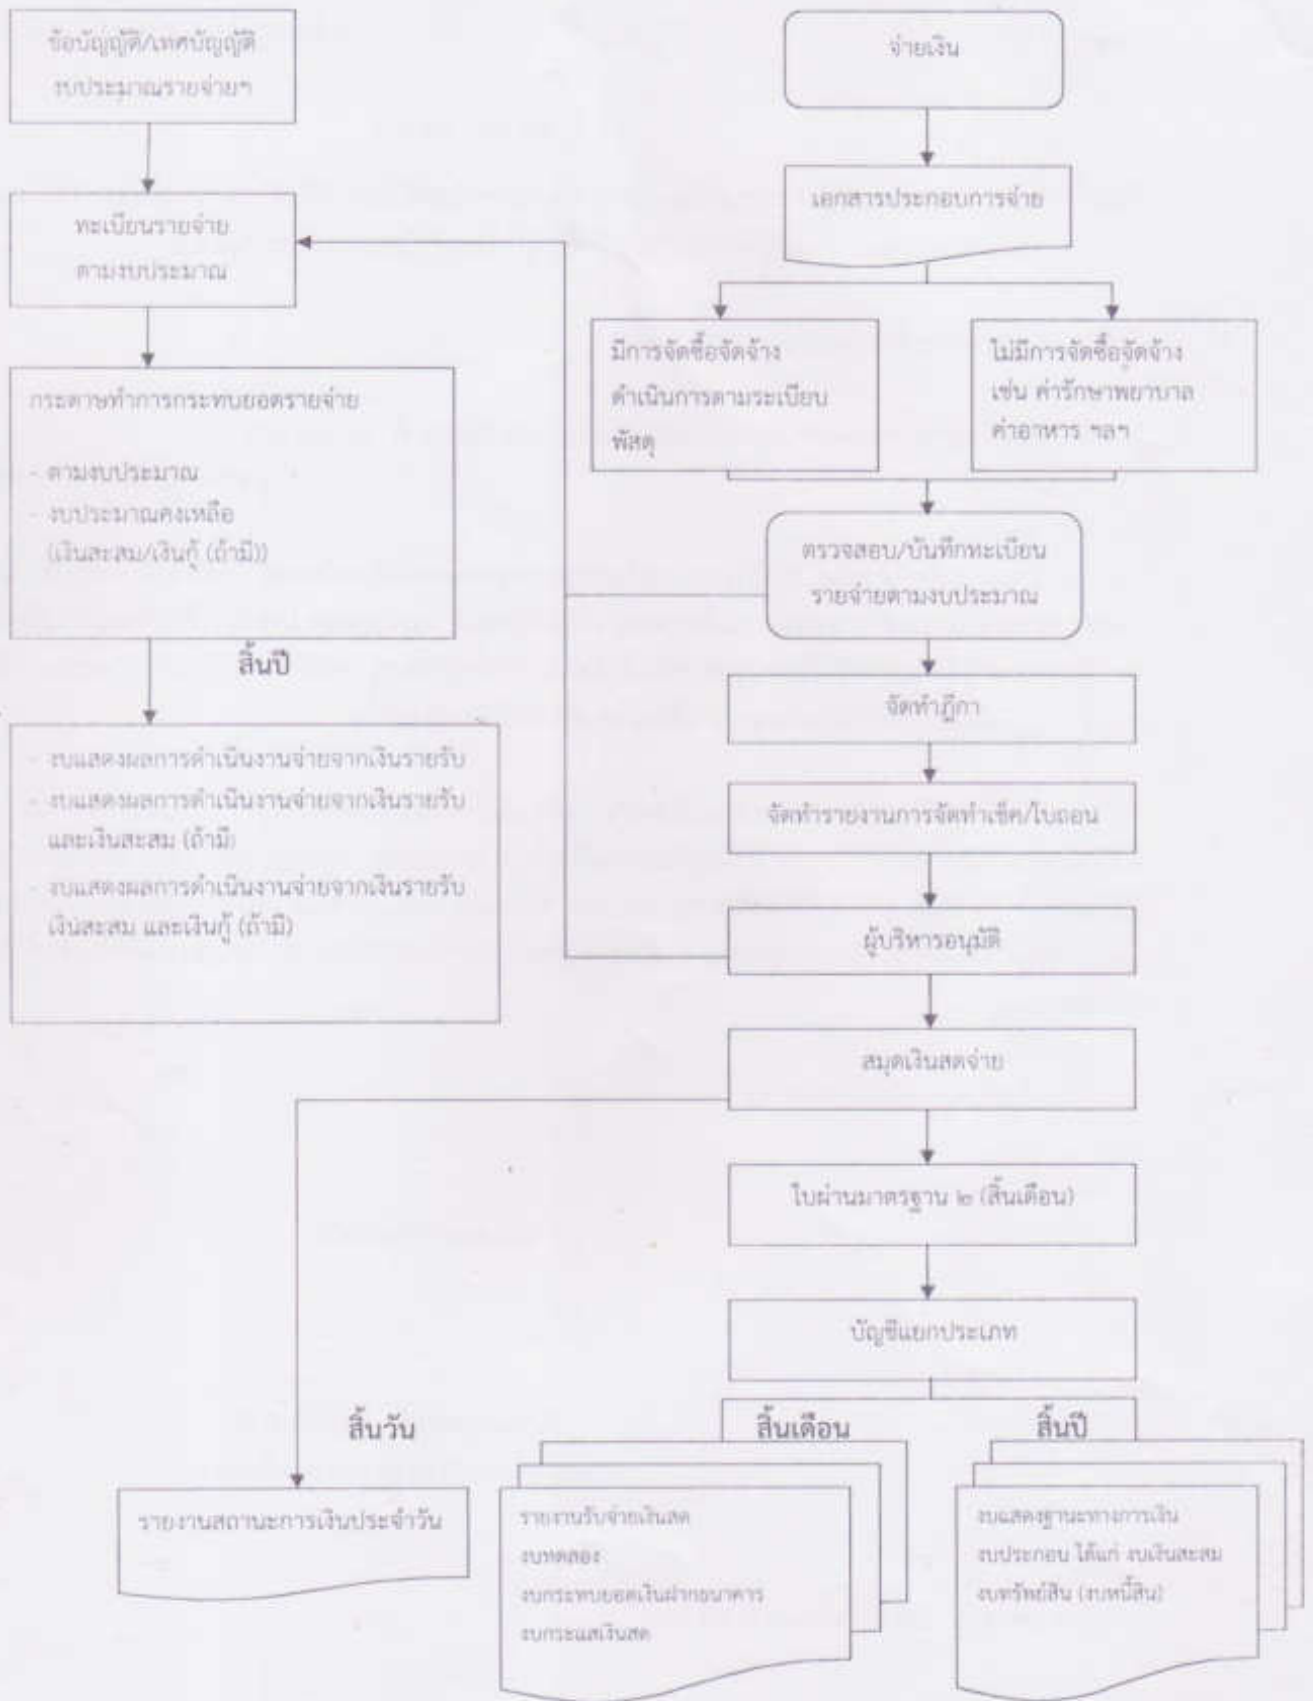 ข้อบัญญัติ/เทศบัญญัติ
งบประมาณรายจ่ายฯ
ทะเบียนรายจ่าย
ตามงบประมาณ
กระดาษทำการกระทบยอดรายจ่าย
- ตามงบประมาณ
- งบประมาณคงเหลือ
(เงินสะสม/เงินกู้ (ถ้ามี))
สิ้นปี
- งบแสดงผลการดำเนินงานจ่ายจากเงินรายรับ
- งบแสดงผลการดำเนินงานจ่ายจากเงินรายรับ
และเงินสะสม (ถ้ามี)
- งบแสดงผลการดำเนินงานจ่ายจากเงินรายรับ
เงินสะสม และเงินกู้ (ถ้ามี)
จ่ายเงิน
เอกสารประกอบการจ่าย
มีการจัดซื้อจัดจ้าง
ดำเนินการตามระเบียบ
พัสดุ
ไม่มีการจัดซื้อจัดจ้าง
เช่น ค่ารักษาพยาบาล
ค่าอาหาร ฯลฯ
ตรวจสอบ/บันทึกทะเบียน
รายจ่ายตามงบประมาณ
จัดทำฎีกา
จัดทำรายงานการจัดทำเช็ค/ใบถอน
ผู้บริหารอนุมัติ
สมุดเงินสดจ่าย
ใบผ่านมาตรฐาน ๒ (สิ้นเดือน)
บัญชีแยกประเภท
สิ้นวัน
รายงานสถานะการเงินประจำวัน
สิ้นเดือน
รายงานรับจ่ายเงินสด
งบทดลอง
งบกระทบยอดเงินฝากธนาคาร
งบกระแสเงินสด
สิ้นปี
งบแสดงฐานะทางการเงิน
งบประกอบ ได้แก่ งบเงินสะสม
งบทรัพย์สิน (งบหนี้สิน)